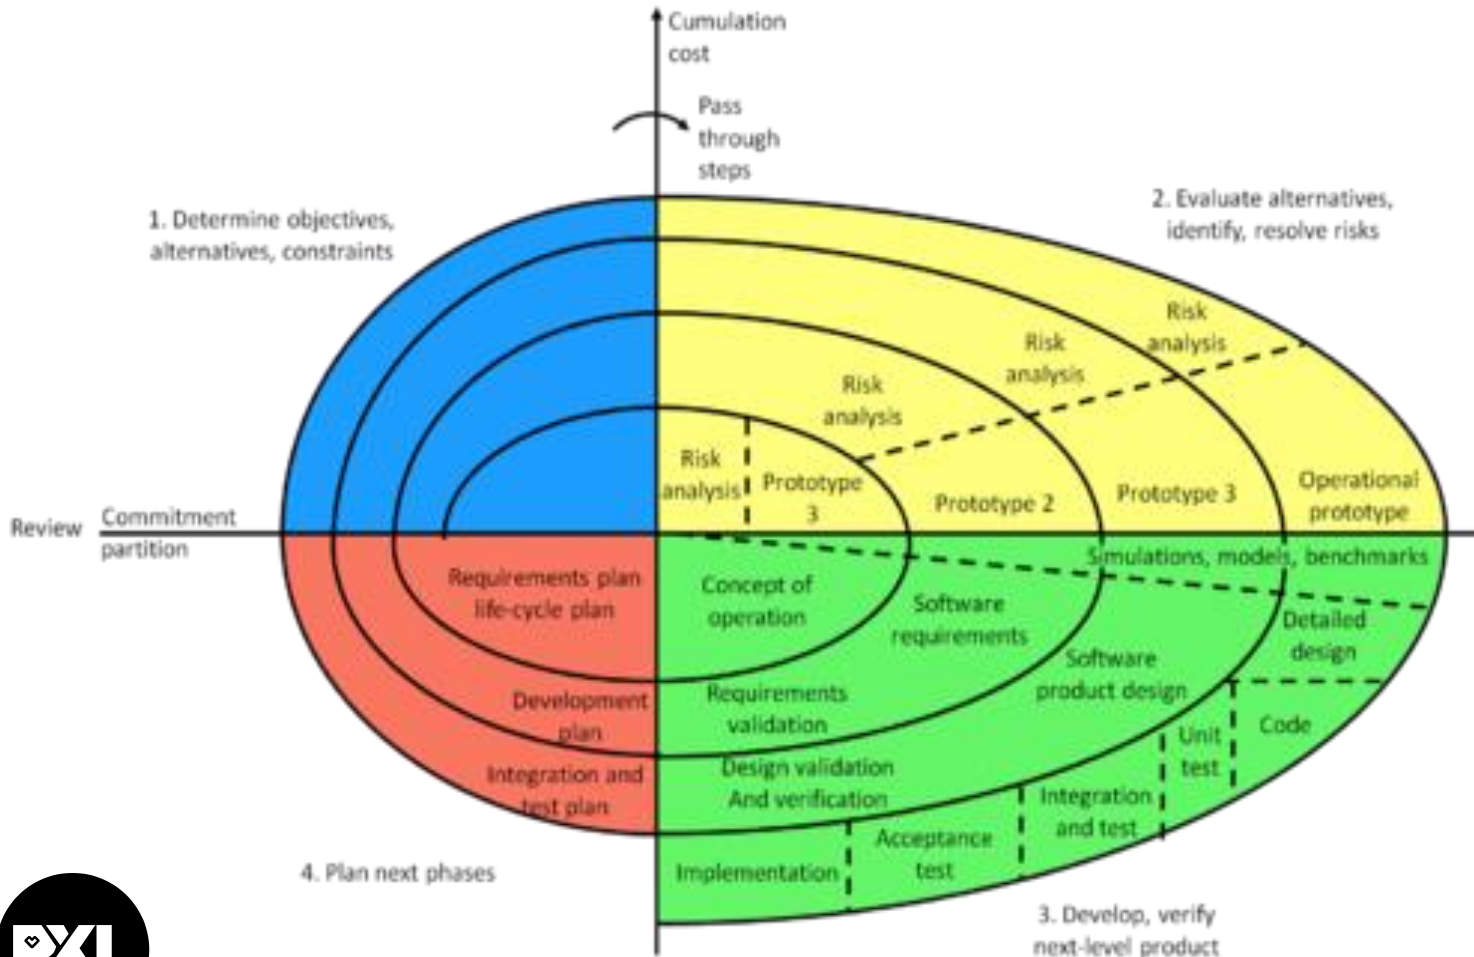 Cumulation
cost
Pass
through
steps
1. Determine objectives,
alternatives, constraints
2. Evaluate alternatives,
identify, resolve risks
Risk
analysis
Risk
analysis
Risk
analysis
Risk
analysis
Prototype
3
Prototype 2
Prototype 3
Operational
prototype
Review
Commitment
partition
Simulations, models, benchmarks
Requirements plan
life-cycle plan
Concept of
operation
Software
requirements
Detailed
design
Software
product design
Development
plan
Requirements
validation
Code
Unit
test
Integration and
test plan
Design validation
And verification
Integration
and test
Acceptance
test
Implementation
4. Plan next phases
3. Develop, verify
next-level product
PXL